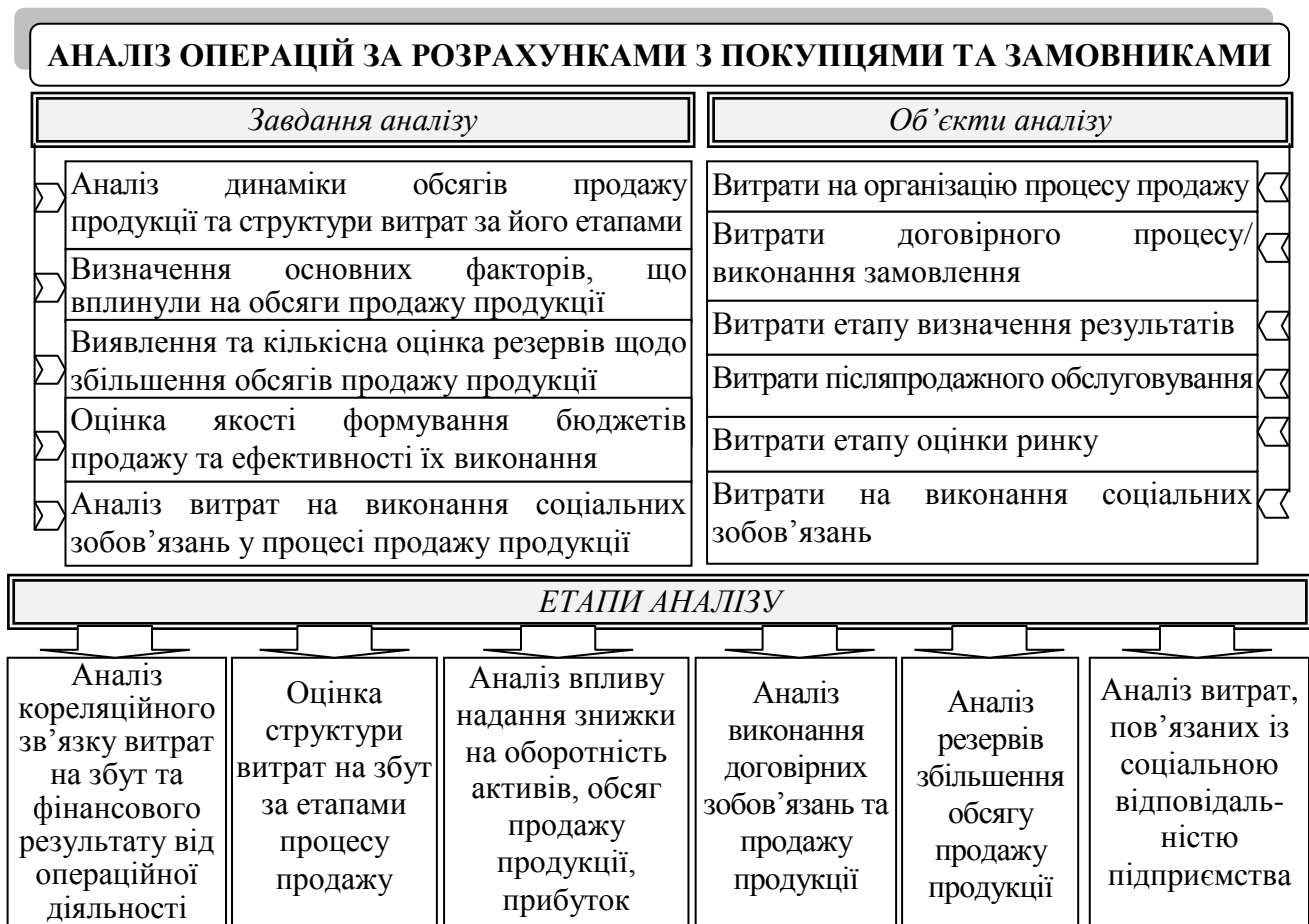 АНАЛІЗ ОПЕРАЦІЙ ЗА РОЗРАХУНКАМИ З ПОКУПЦЯМИ ТА ЗАМОВНИКАМИ
Завдання аналізу
Аналіз динаміки обсягів продажу
продукції та структури витрат за його етапами
Визначення основних факторів, що
вплинули на обсяги продажу продукції
Виявлення та кількісна оцінка резервів щодо
збільшення обсягів продажу продукції
Оцінка якості формування бюджетів
продажу та ефективності їх виконання
Аналіз витрат на виконання соціальних
зобов’язань у процесі продажу продукції
Об’єкти аналізу
Витрати на організацію процесу продажу
Витрати договірного процесу/
виконання замовлення
Витрати етапу визначення результатів
Витрати післяпродажного обслуговування
Витрати етапу оцінки ринку
Витрати на виконання соціальних
зобов’язань
ЕТАПИ АНАЛІЗУ
Аналіз
кореляційного
зв’язку витрат
на збут та
фінансового
результату від
операційної
діяльності
Оцінка
структури
витрат на збут
за етапами
процесу
продажу
Аналіз впливу
надання знижки
на оборотність
активів, обсяг
продажу
продукції,
прибуток
Аналіз
виконання
договірних
зобов’язань та
продажу
продукції
Аналіз
резервів
збільшення
обсягу
продажу
продукції
Аналіз витрат,
пов’язаних із
соціальною
відповідаль-
ністю
підприємства